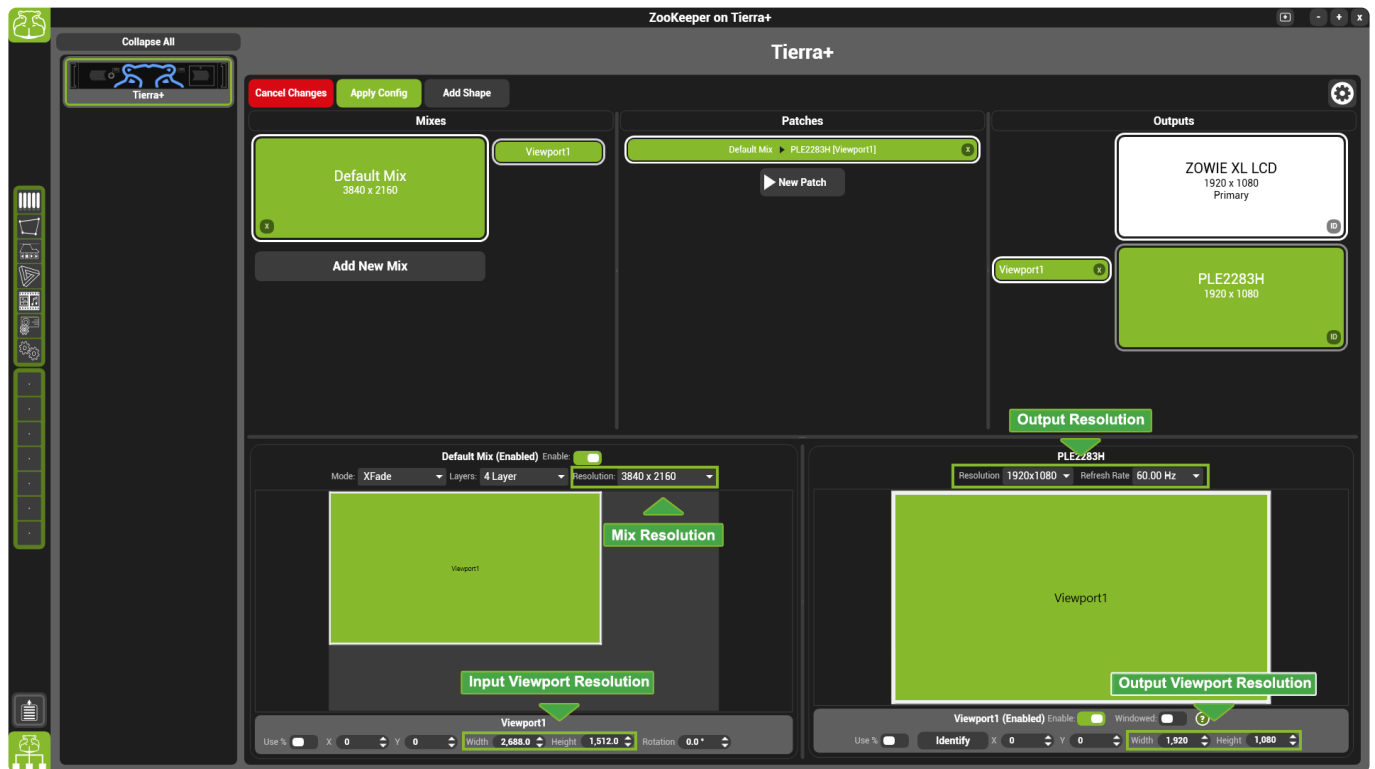 ZooKeeper on Tierra+
- + x
Collapse All
Tierra+
Tierra+
Cancel Changes
Apply Config
Add Shape
Mixes
Patches
Outputs
Default Mix
3840 x 2160
X
Viewport1
Default Mix ▶ PLE2283H [Viewport1]
X
New Patch
Add New Mix
ZOWIE XL LCD
1920 x 1080
Primary
ID
Viewport1
X
PLE2283H
1920 x 1080
ID
Output Resolution
Default Mix (Enabled) Enable:
Mode: XFade Layers: 4 Layer Resolution: 3840 x 2160
Mix Resolution
Viewport1
Input Viewport Resolution
Viewport1
Use % X 0 Y 0 Width 2,688.0 Height 1,512.0 Rotation 0.0 °
PLE2283H
Resolution 1920x1080 Refresh Rate 60.00 Hz
Viewport1
Output Viewport Resolution
Viewport1 (Enabled) Enable: Windowed: ?
Use % Identify X 0 Y 0 Width 1,920 Height 1,080